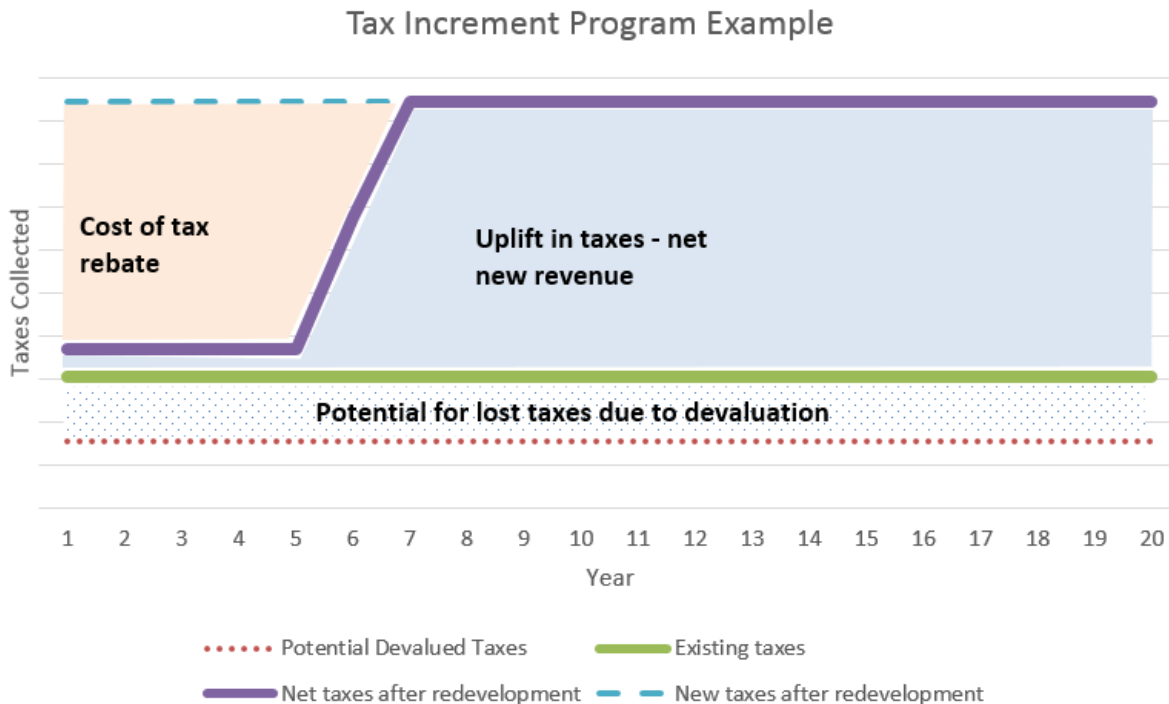 Tax Increment Program Example
Taxes Collected
Cost of tax
rebate
Uplift in taxes - net
new revenue
Potential for lost taxes due to devaluation
1 2 3 4 5 6 7 8 9 10 11 12 13 14 15 16 17 18 19 20
Year
Potential Devalued Taxes
Existing taxes
Net taxes after redevelopment
New taxes after redevelopment